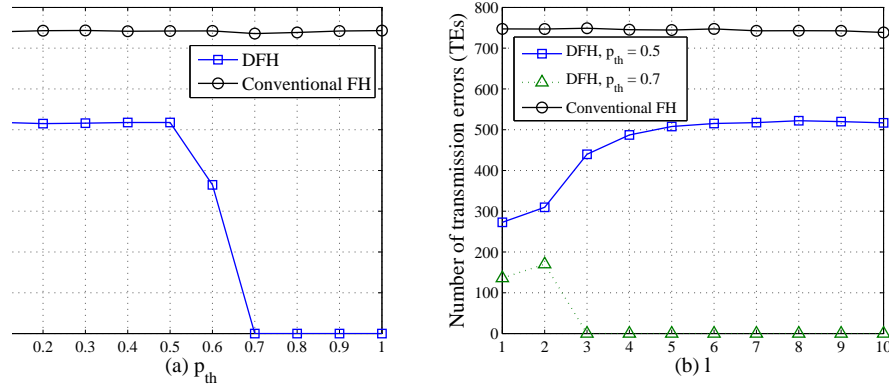 DFH
Conventional FH
0.2 0.3 0.4 0.5 0.6 0.7 0.8 0.9 1
(a) p_th
Number of transmission errors (TEs)
800
700
600
500
400
300
200
100
0
DFH, p_th = 0.5
DFH, p_th = 0.7
Conventional FH
1 2 3 4 5 6 7 8 9 10
(b) l